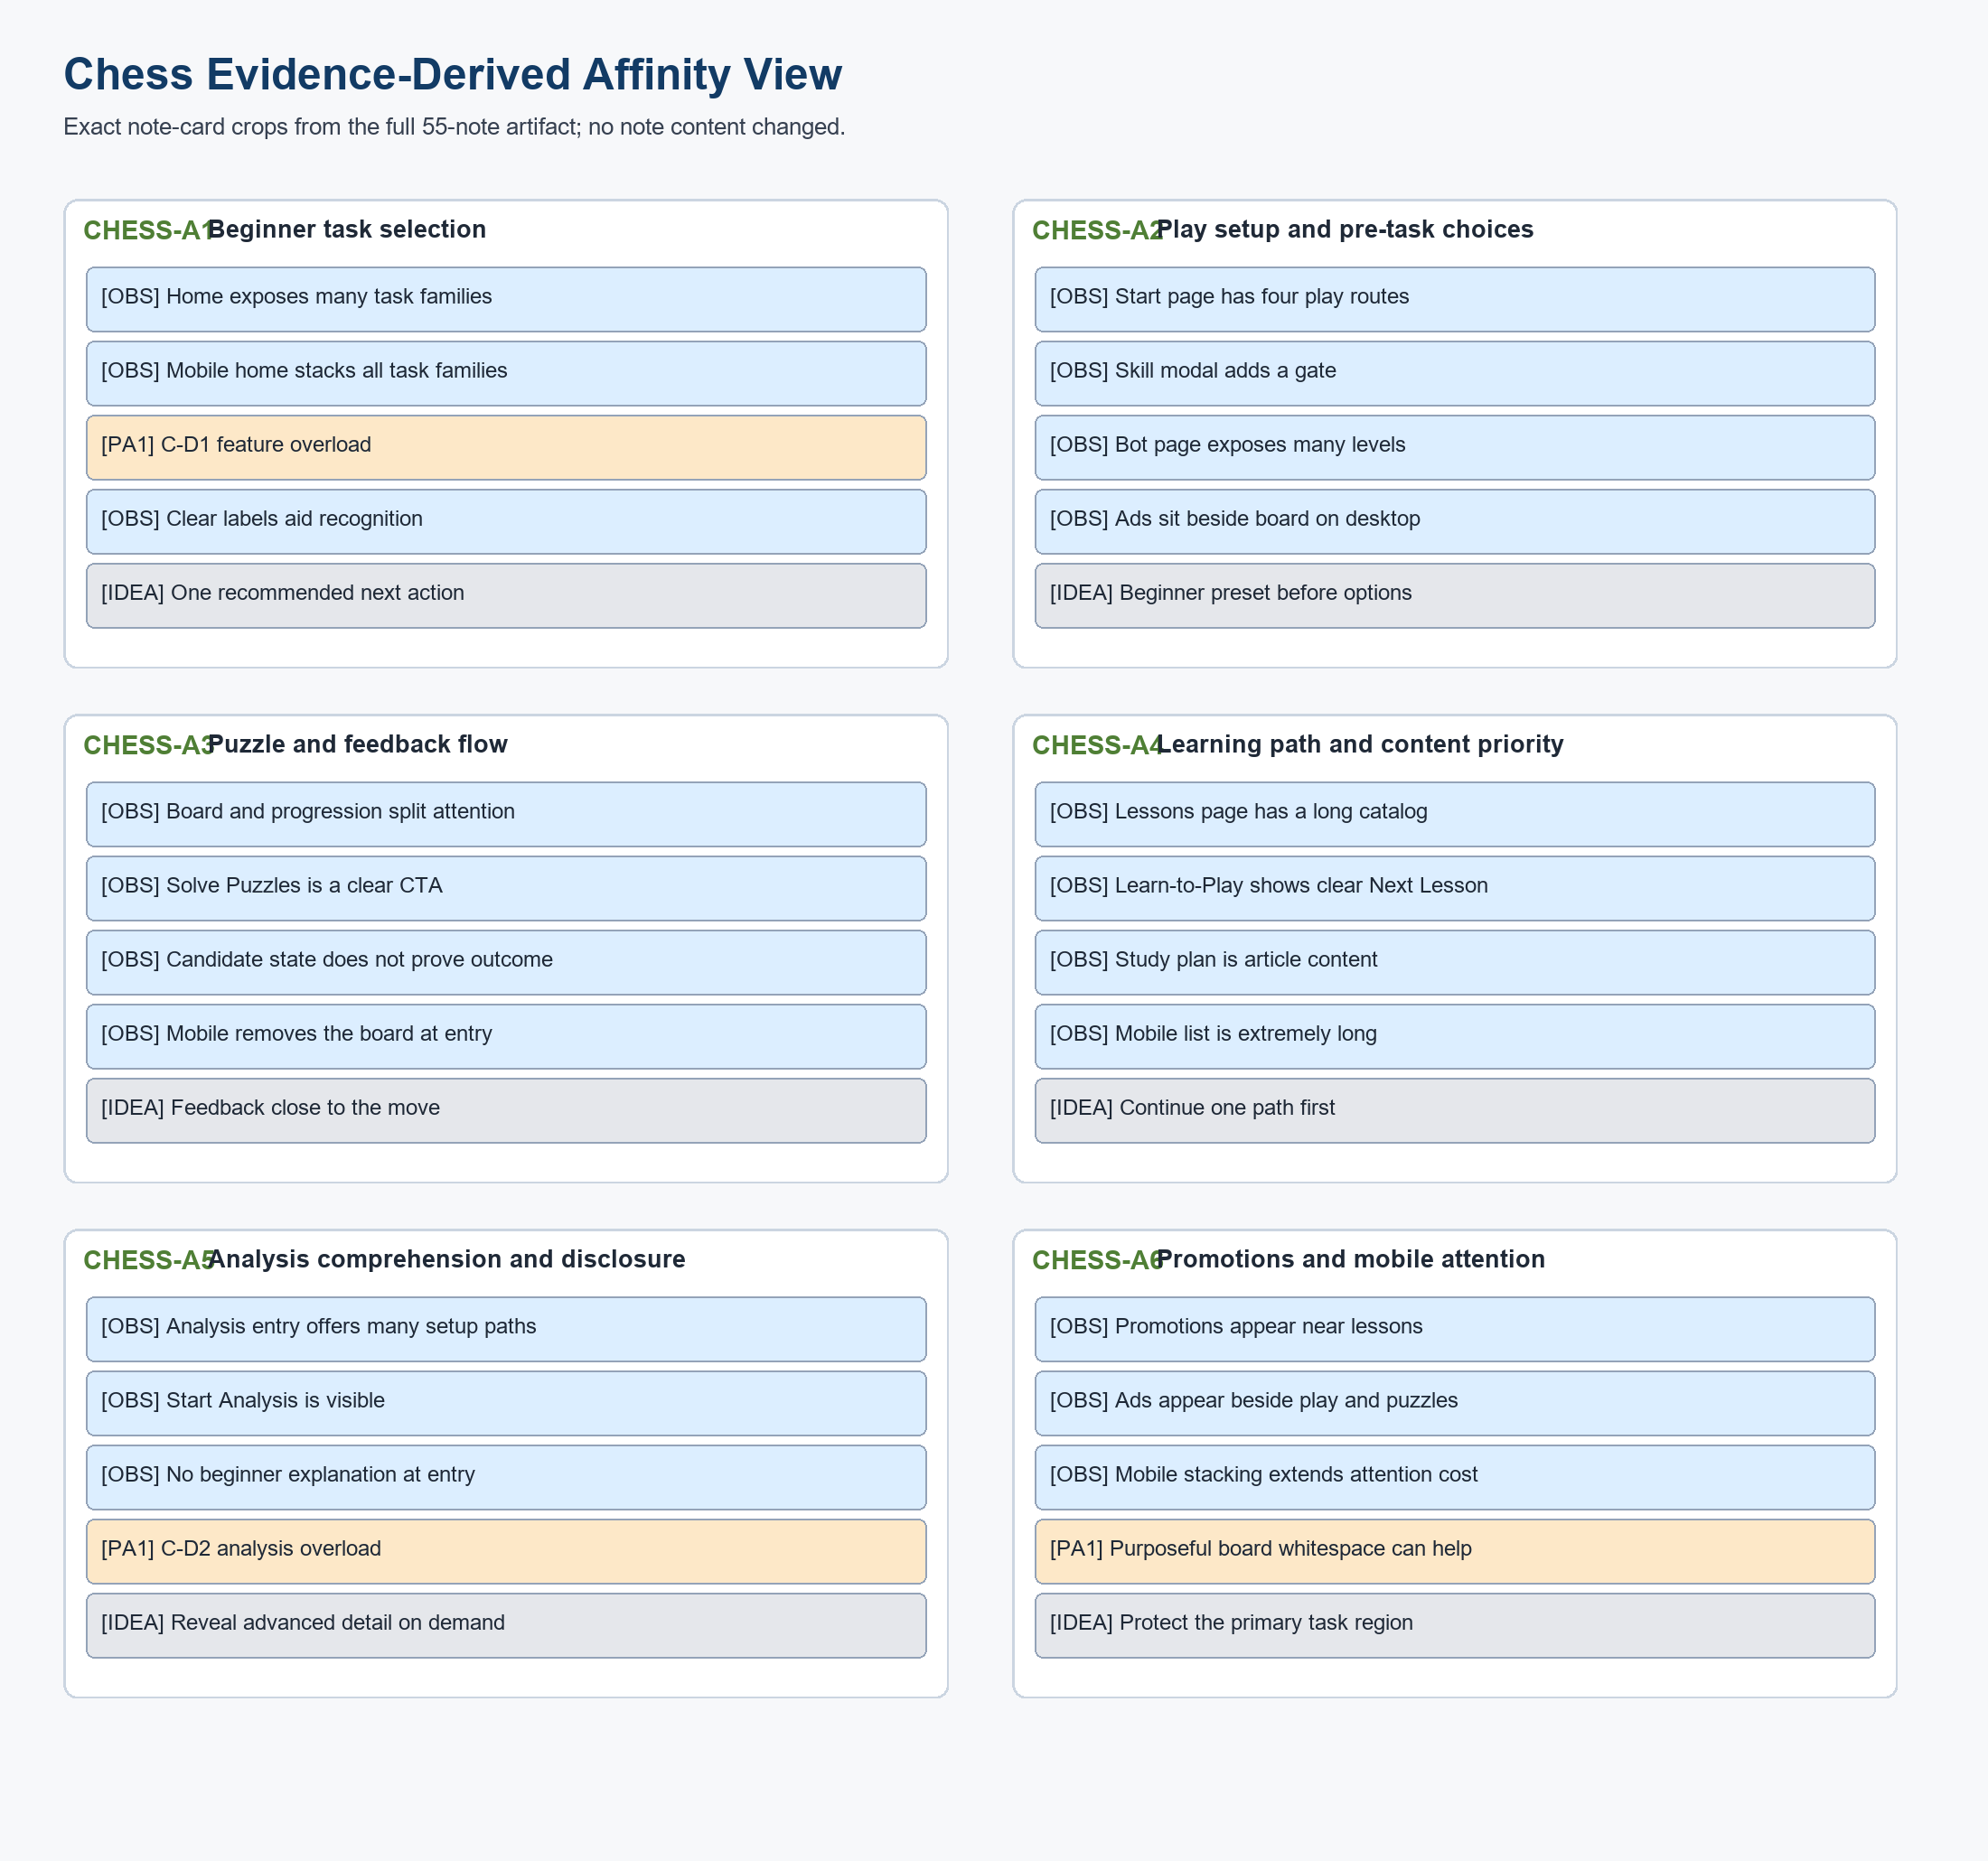 Chess Evidence-Derived Affinity View
Exact note-card crops from the full 55-note artifact; no note content changed.
CHESS-A1 Beginner task selection
[OBS] Home exposes many task families
[OBS] Mobile home stacks all task families
[PA1] C-D1 feature overload
[OBS] Clear labels aid recognition
[IDEA] One recommended next action
CHESS-A2 Play setup and pre-task choices
[OBS] Start page has four play routes
[OBS] Skill modal adds a gate
[OBS] Bot page exposes many levels
[OBS] Ads sit beside board on desktop
[IDEA] Beginner preset before options
CHESS-A3 Puzzle and feedback flow
[OBS] Board and progression split attention
[OBS] Solve Puzzles is a clear CTA
[OBS] Candidate state does not prove outcome
[OBS] Mobile removes the board at entry
[IDEA] Feedback close to the move
CHESS-A4 Learning path and content priority
[OBS] Lessons page has a long catalog
[OBS] Learn-to-Play shows clear Next Lesson
[OBS] Study plan is article content
[OBS] Mobile list is extremely long
[IDEA] Continue one path first
CHESS-A5 Analysis comprehension and disclosure
[OBS] Analysis entry offers many setup paths
[OBS] Start Analysis is visible
[OBS] No beginner explanation at entry
[PA1] C-D2 analysis overload
[IDEA] Reveal advanced detail on demand
CHESS-A6 Promotions and mobile attention
[OBS] Promotions appear near lessons
[OBS] Ads appear beside play and puzzles
[OBS] Mobile stacking extends attention cost
[PA1] Purposeful board whitespace can help
[IDEA] Protect the primary task region